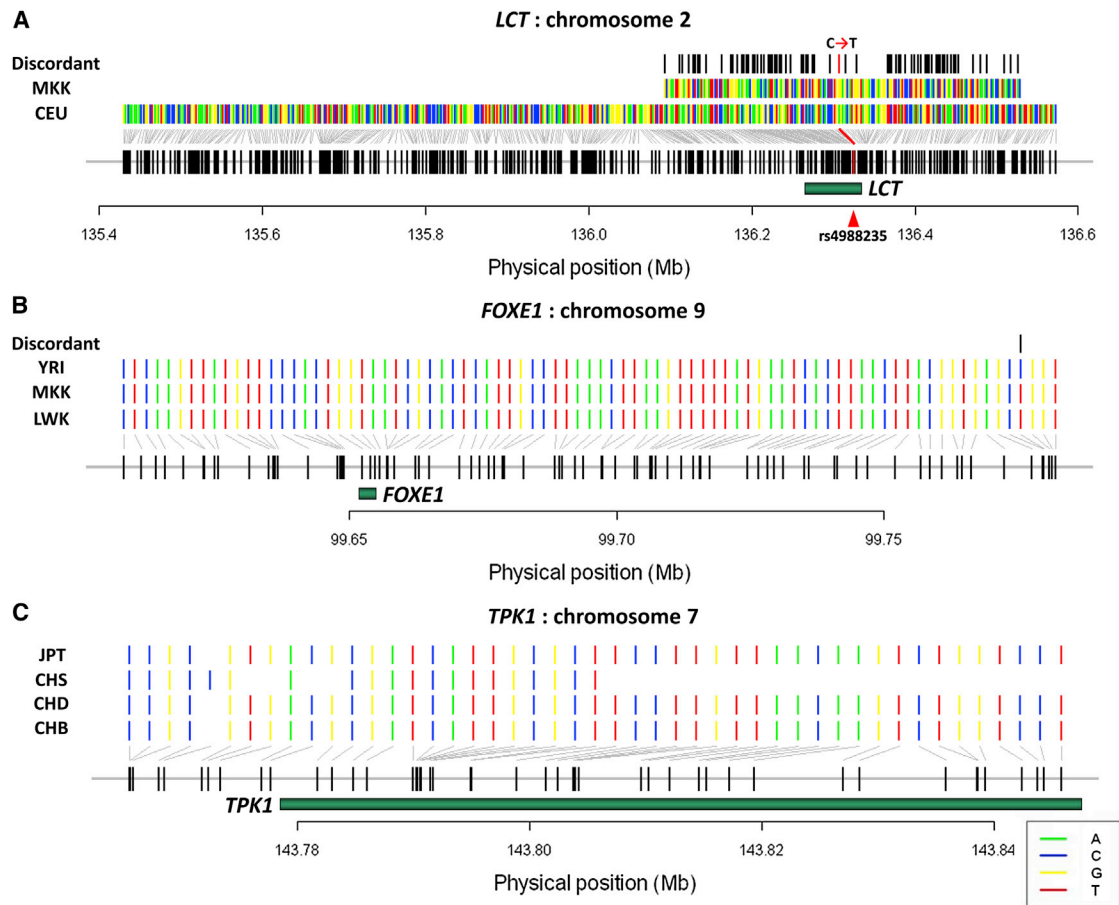 A
LCT : chromosome 2
C→T
Discordant
MKK
CEU
LCT
135.4 135.6 135.8 136.0 136.2 136.4 136.6
rs4988235
Physical position (Mb)
B
FOXE1 : chromosome 9
Discordant
YRI
MKK
LWK
FOXE1
99.65 99.70 99.75
Physical position (Mb)
C
TPK1 : chromosome 7
JPT
CHS
CHD
CHB
TPK1
143.78 143.80 143.82 143.84
Physical position (Mb)
A
C
G
T